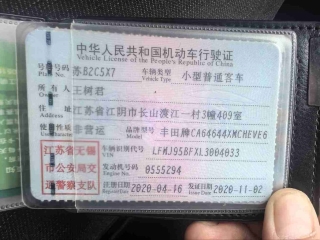 中华人民共和国机动车行驶证
Vehicle License of the People's Republic of China
号牌号码 苏B2C5X7 车辆类型 小型普通客车
Plate No.
所有人 王树君
住址 江苏省江阴市长山滨江一村3幢409室
使用性质 非营运 品牌型号 丰田牌CA64644XMCHEVE6
江苏省无锡市公安局交通警察支队
车辆识别代号 LFMJ95BFXL3004033
VIN
发动机号码 0555294
Engine No.
注册日期 2020-04-16 发证日期 2020-11-02